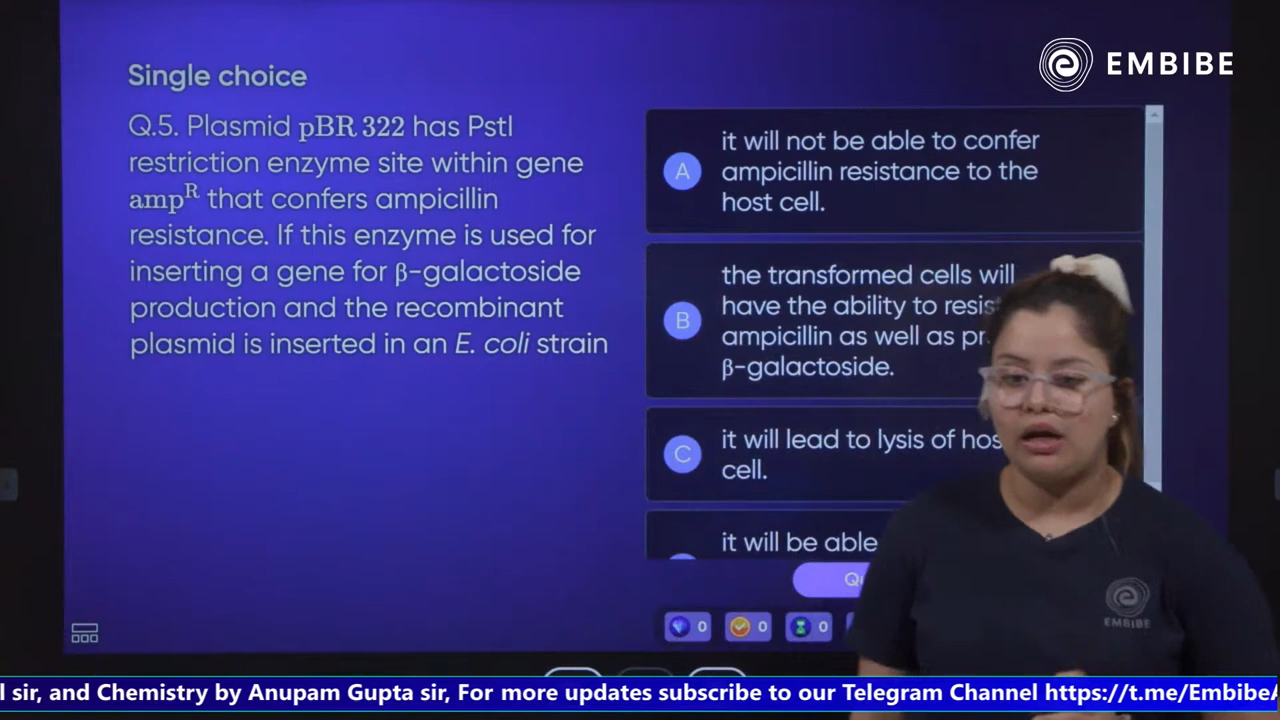 EMBIBE
Single choice
Q.5. Plasmid pBR 322 has PstI
restriction enzyme site within gene
amp^R that confers ampicillin
resistance. If this enzyme is used for
inserting a gene for β-galactoside
production and the recombinant
plasmid is inserted in an E. coli strain
A
it will not be able to confer
ampicillin resistance to the
host cell.
B
the transformed cells will
have the ability to
ampicillin as well as
β-galactoside.
C
it will lead to lysis of
cell.
it will be able
0
0
0
EMBIBE
sir, and Chemistry by Anupam Gupta sir, For more updates subscribe to our Telegram Channel https://t.me/Embibe